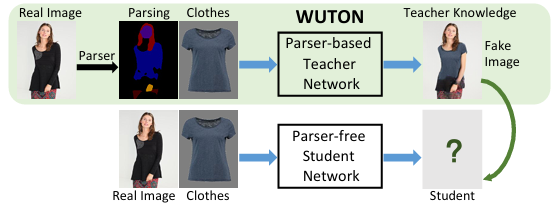 Real Image
Parsing
Clothes
WUTON
Teacher Knowledge
Parser
Parser-based
Teacher
Network
Fake
Image
Parser-free
Student
Network
?
Real Image
Clothes
Student